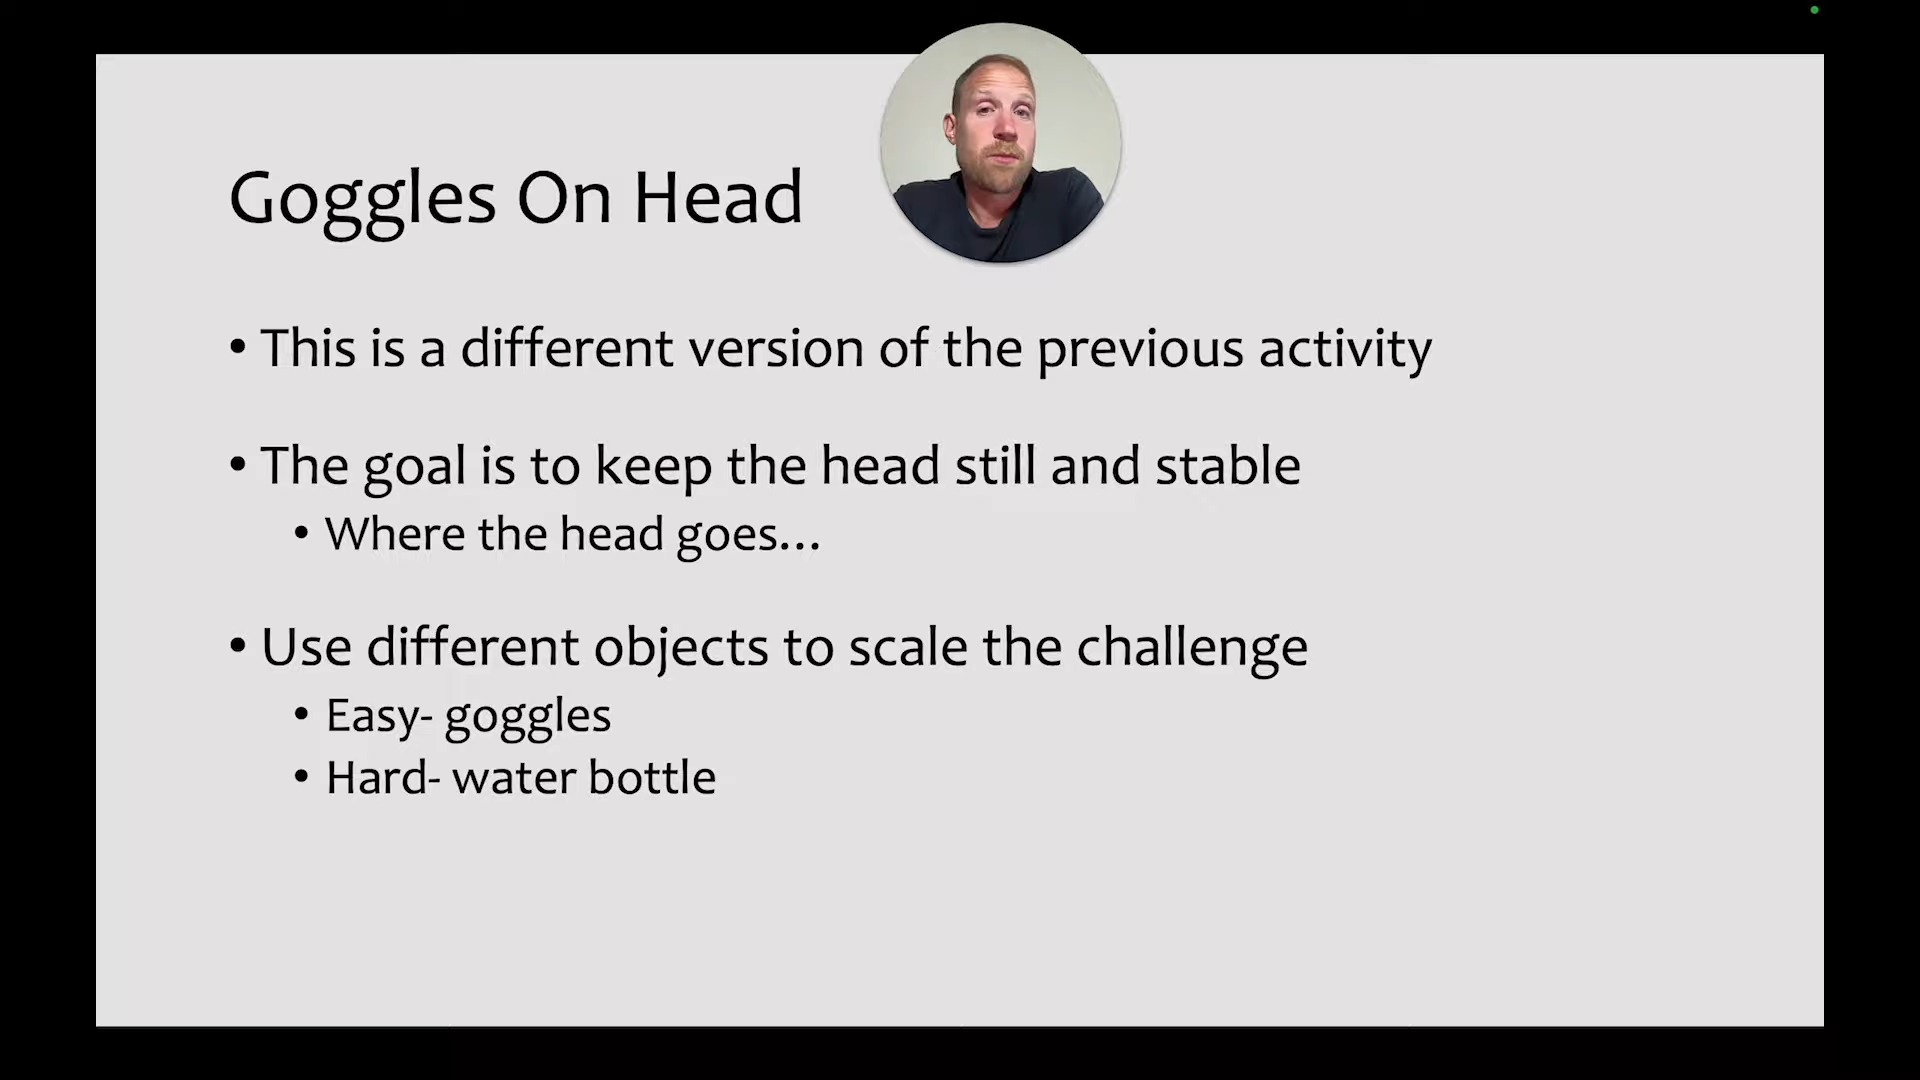 Goggles On Head
• This is a different version of the previous activity
• The goal is to keep the head still and stable
• Where the head goes...
• Use different objects to scale the challenge
• Easy- goggles
• Hard- water bottle